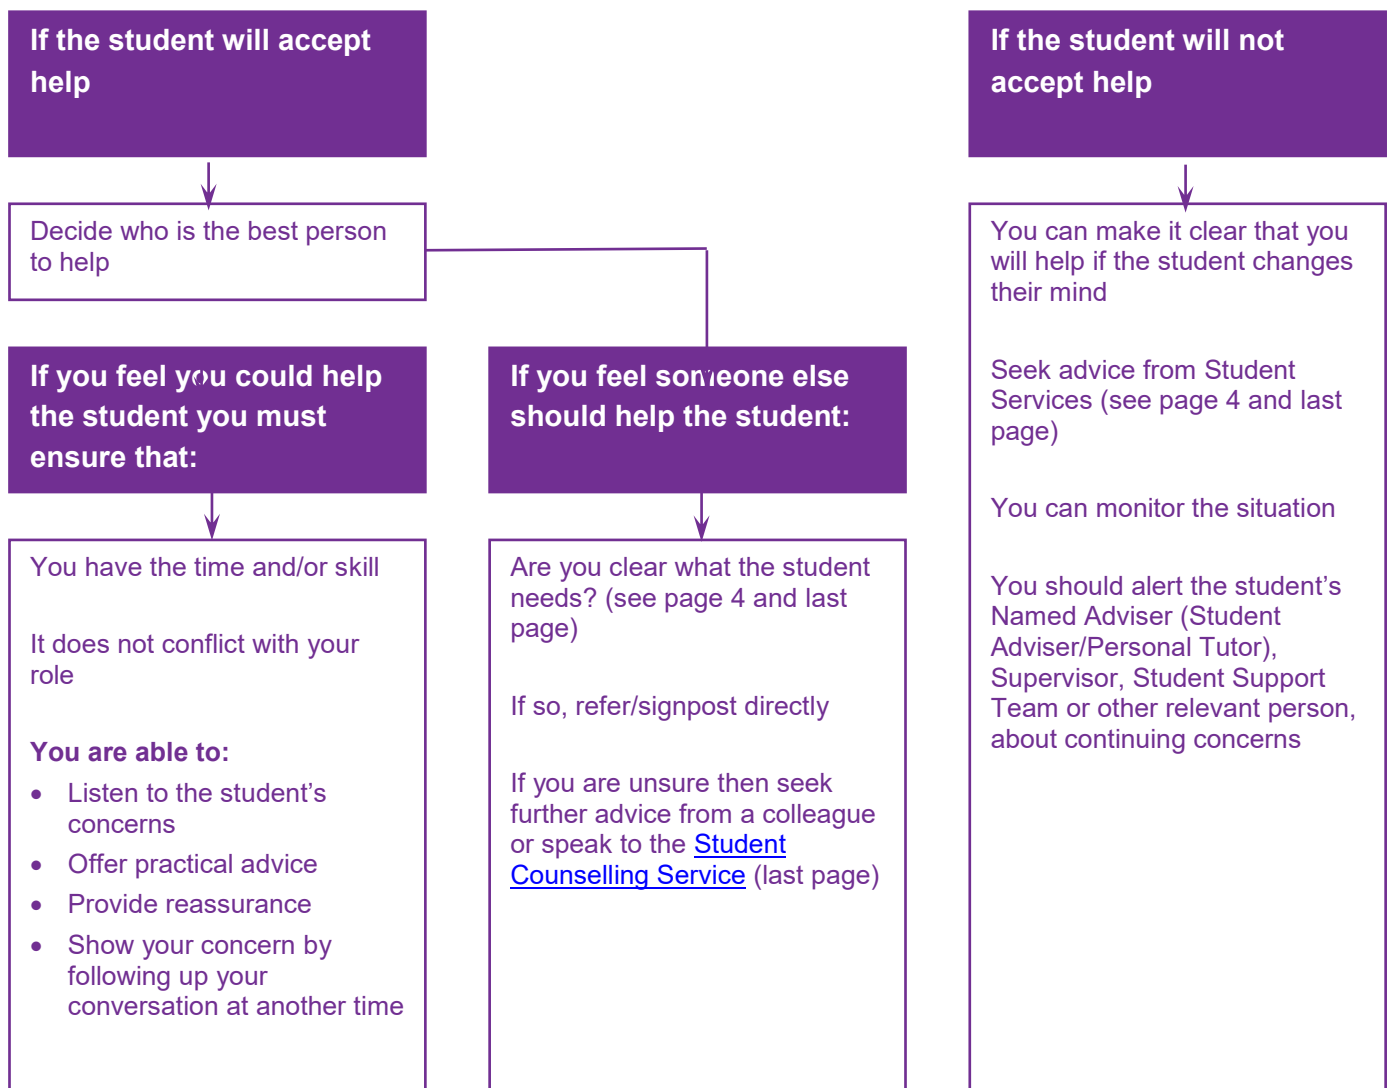 If the student will accept
help
Decide who is the best person
to help
If you feel you could help
the student you must
ensure that:
You have the time and/or skill
It does not conflict with your
role
You are able to:
• Listen to the student’s
concerns
• Offer practical advice
• Provide reassurance
• Show your concern by
following up your
conversation at another time
If you feel someone else
should help the student:
Are you clear what the student
needs? (see page 4 and last
page)
If so, refer/signpost directly
If you are unsure then seek
further advice from a colleague
or speak to the Student
Counselling Service (last page)
If the student will not
accept help
You can make it clear that you
will help if the student changes
their mind
Seek advice from Student
Services (see page 4 and last
page)
You can monitor the situation
You should alert the student’s
Named Adviser (Student
Adviser/Personal Tutor),
Supervisor, Student Support
Team or other relevant person,
about continuing concerns